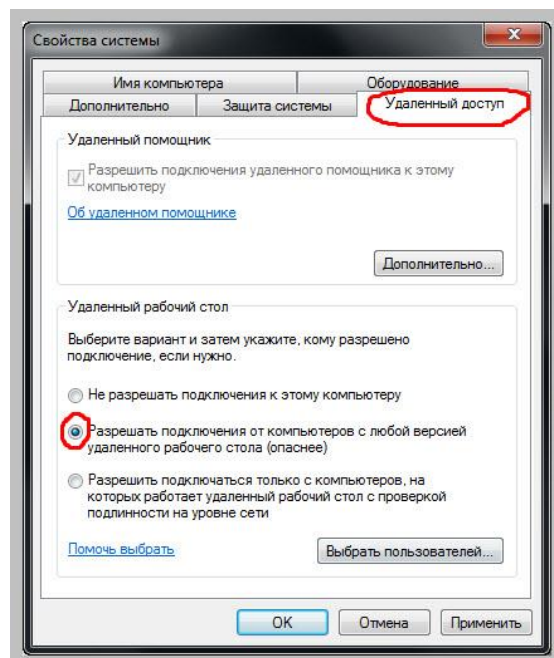 Свойства системы
Имя компьютера
Оборудование
Дополнительно
Защита системы
Удаленный доступ
Удаленный помощник
Разрешить подключения удаленного помощника к этому
компьютеру
Об удаленном помощнике
Дополнительно...
Удаленный рабочий стол
Выберите вариант и затем укажите, кому разрешено
подключение, если нужно.
Не разрешать подключения к этому компьютеру
Разрешать подключения от компьютеров с любой версией
удаленного рабочего стола (опаснее)
Разрешить подключаться только с компьютеров, на
которых работает удаленный рабочий стол с проверкой
подлинности на уровне сети
Помочь выбрать
Выбрать пользователей...
OK
Отмена
Применить